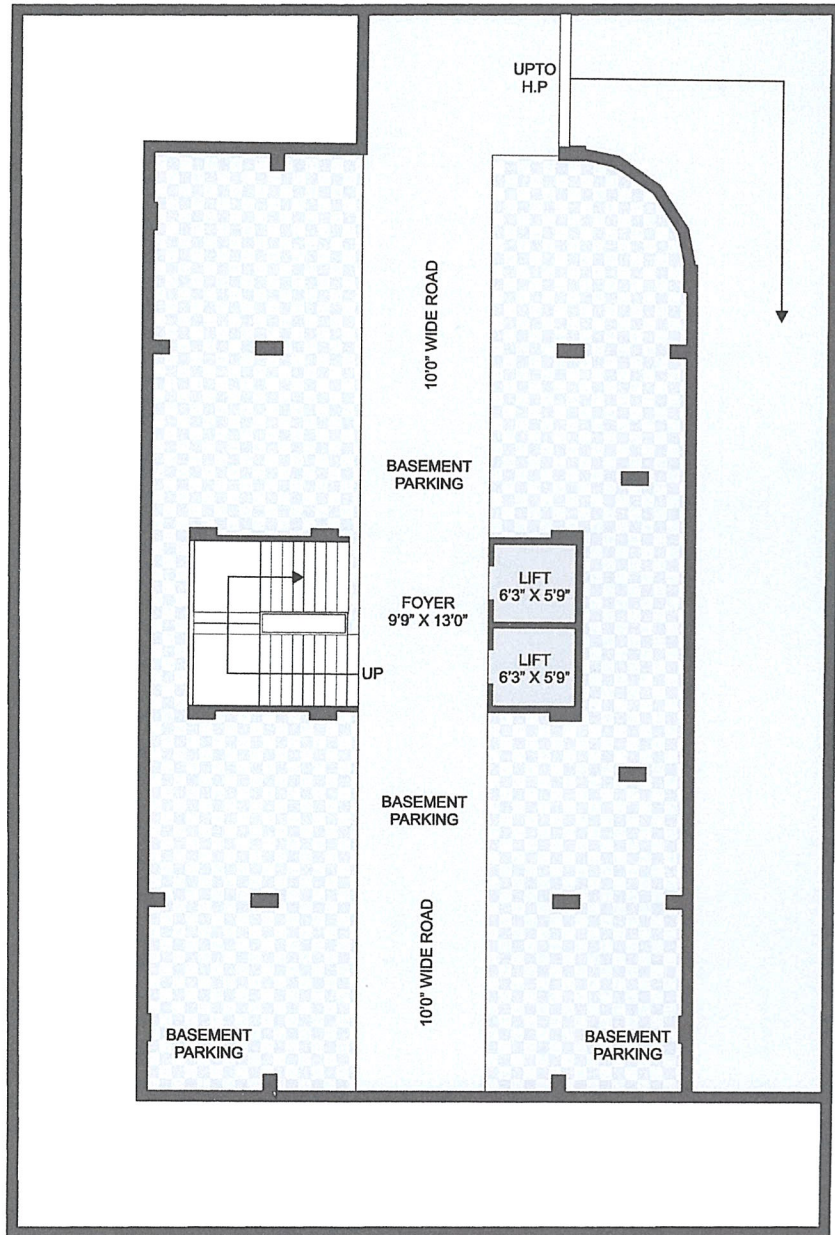 UPTO
H.P
10'0" WIDE ROAD
BASEMENT
PARKING
LIFT
6'3" X 5'9"
FOYER
9'9" X 13'0"
LIFT
6'3" X 5'9"
UP
BASEMENT
PARKING
10'0" WIDE ROAD
BASEMENT
PARKING
BASEMENT
PARKING